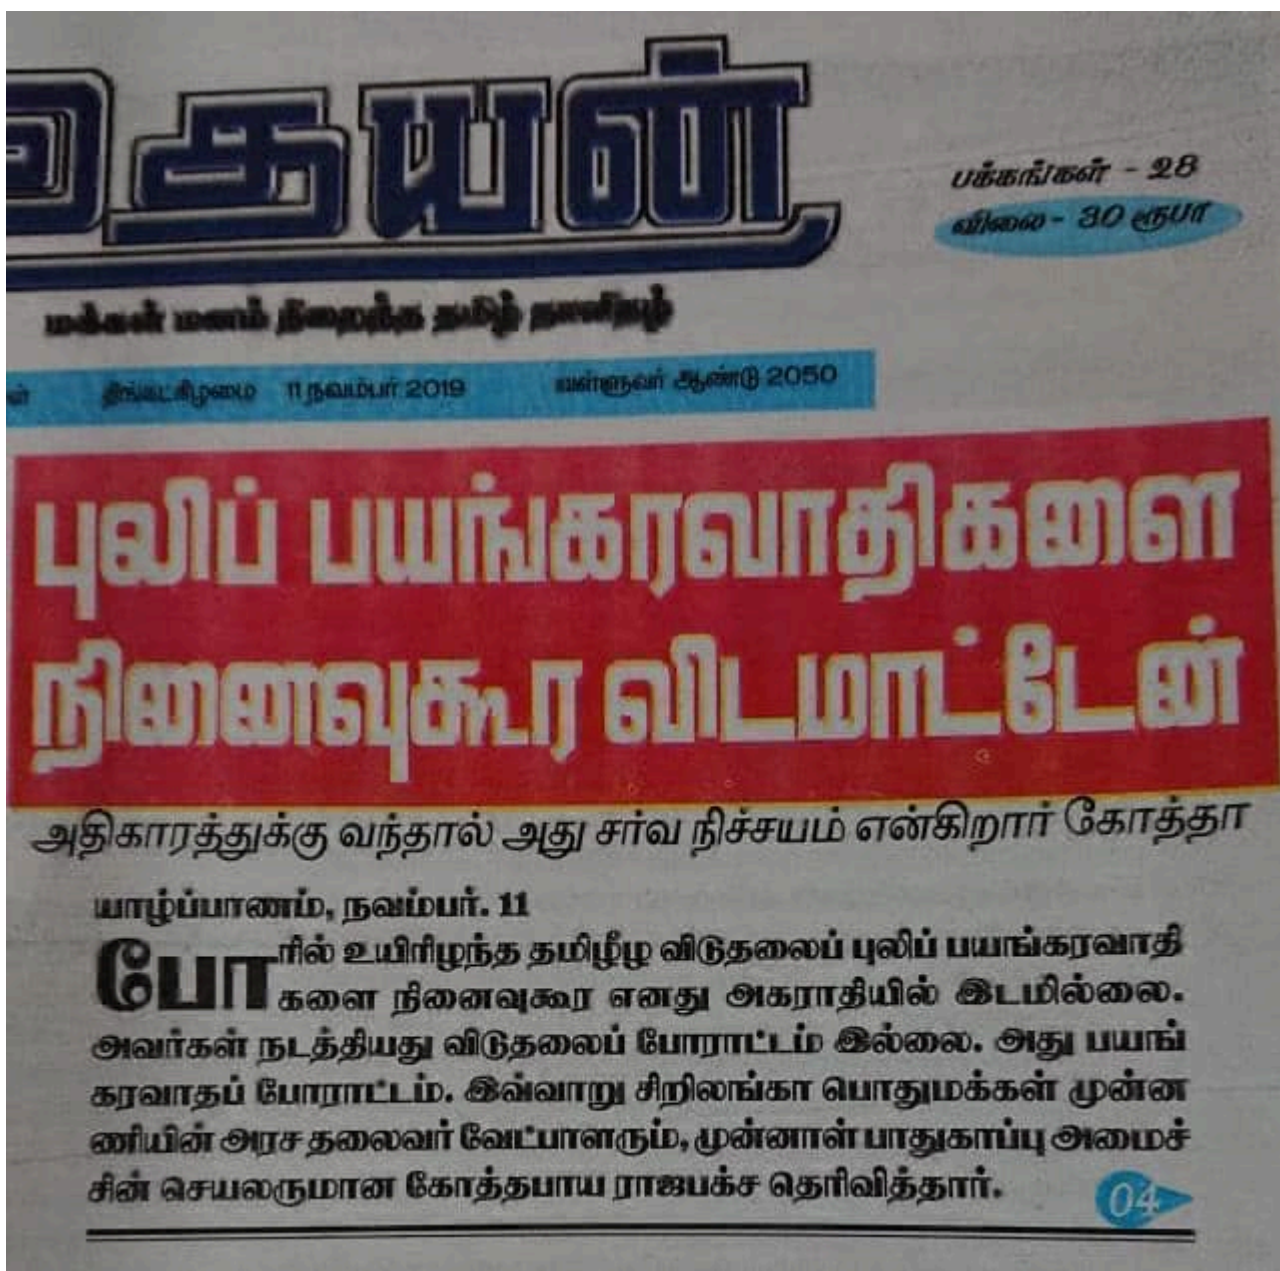 தயன்
பக்கங்கள் - 28
விலை - 30 ரூபா
மக்கள் மனம் நிறைந்த தமிழ் நாளிதழ்
திங்கட்கிழமை 11 நவம்பர் 2019 வள்ளுவர் ஆண்டு 2050
புலிப் பயங்கரவாதிகளை
நினைவுகூர விடமாட்டேன்
அதிகாரத்துக்கு வந்தால் அது சர்வ நிச்சயம் என்கிறார் கோத்தா
யாழ்ப்பாணம், நவம்பர். 11
போரில் உயிரிழந்த தமிழீழ விடுதலைப் புலிப் பயங்கரவாதி
களை நினைவுகூர எனது அகராதியில் இடமில்லை.
அவர்கள் நடத்தியது விடுதலைப் போராட்டம் இல்லை. அது பயங்
கரவாதப் போராட்டம். இவ்வாறு சிறிலங்கா பொதுமக்கள் முன்ன
ணியின் அரச தலைவர் வேட்பாளரும், முன்னாள் பாதுகாப்பு அமைச்
சின் செயலருமான கோத்தபாய ராஜபக்ச தெரிவித்தார்.
04